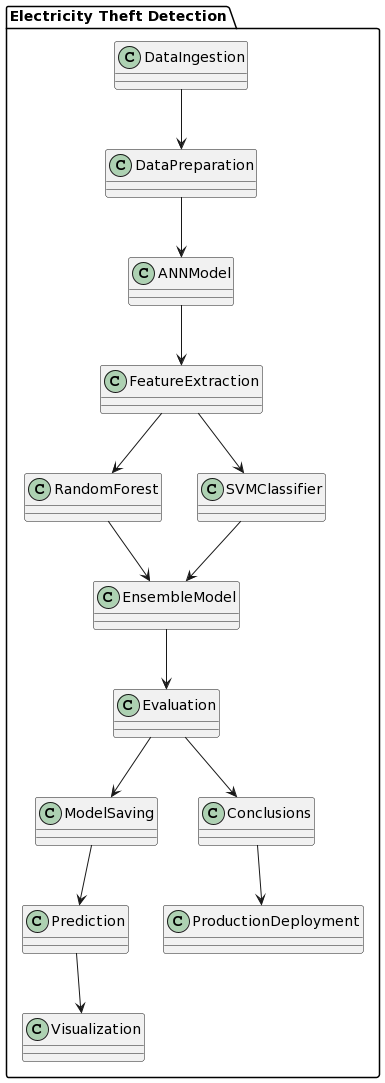 Electricity Theft Detection
C DataIngestion
C DataPreparation
C ANNModel
C FeatureExtraction
C RandomForest
C SVMClassifier
C EnsembleModel
C Evaluation
C ModelSaving
C Conclusions
C Prediction
C ProductionDeployment
C Visualization